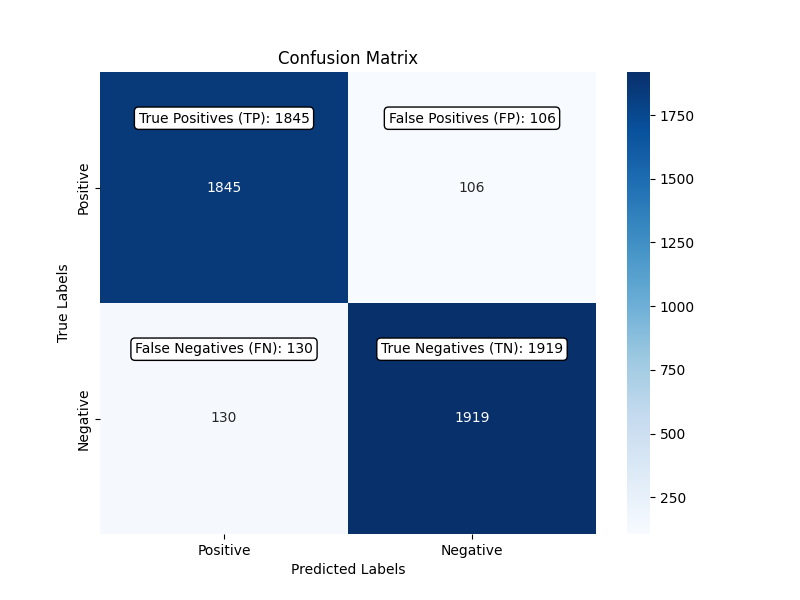 Confusion Matrix
True Positives (TP): 1845
False Positives (FP): 106
1845
106
Positive
False Negatives (FN): 130
True Negatives (TN): 1919
130
1919
Negative
True Labels
Positive
Negative
Predicted Labels
1750
1500
1250
1000
750
500
250